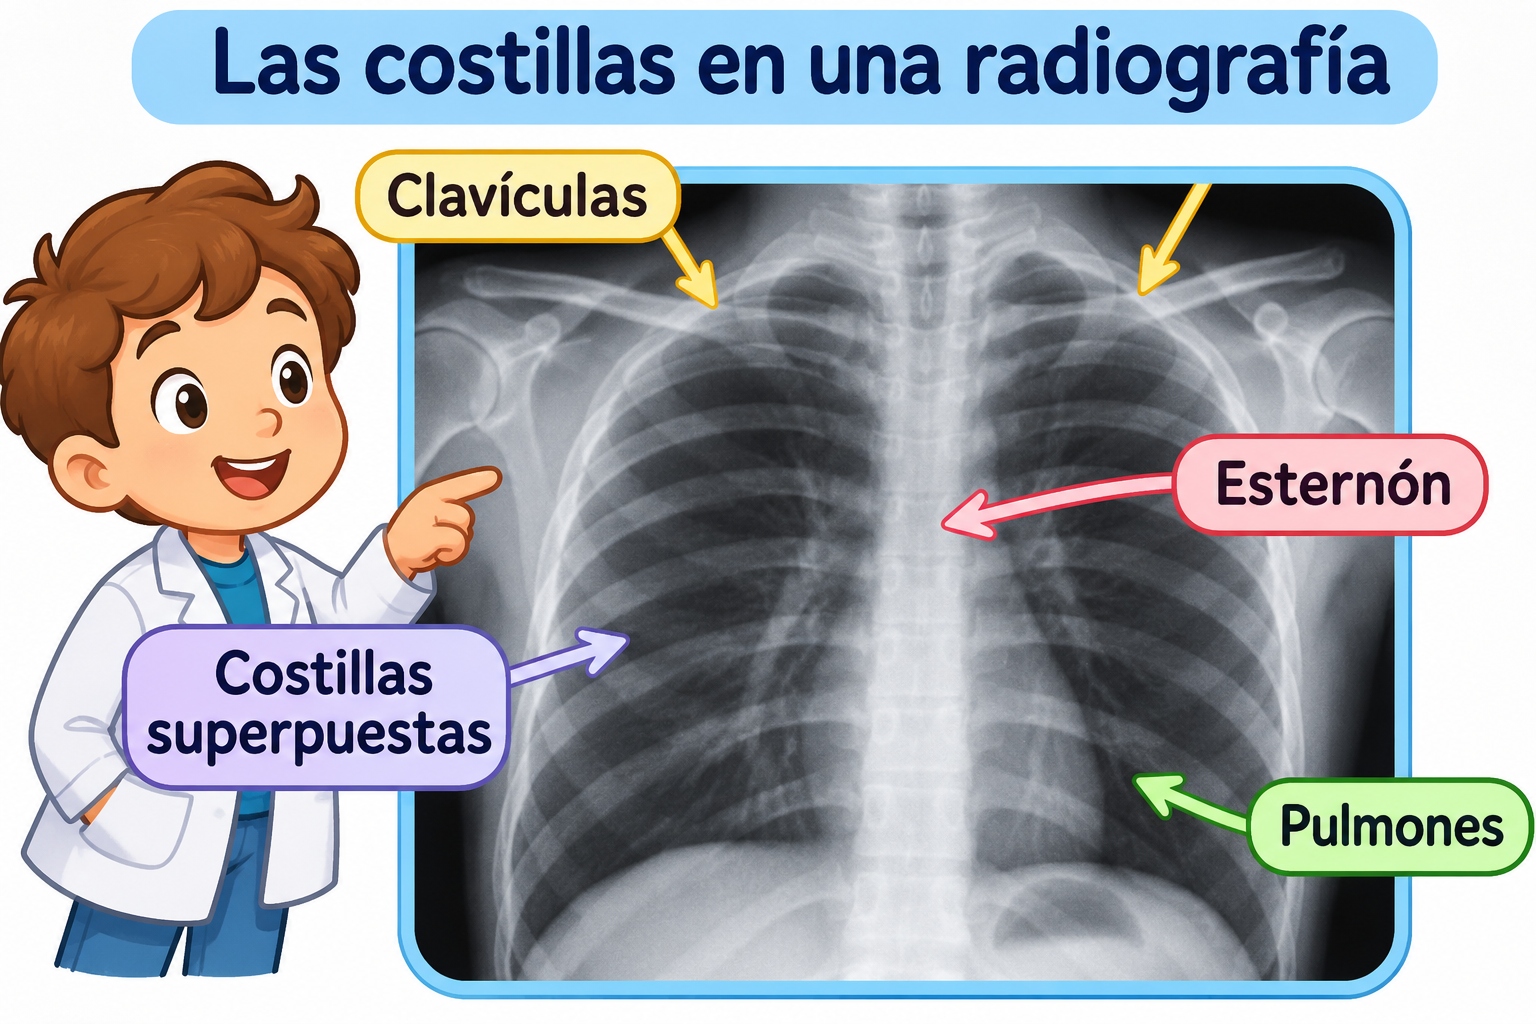 Las costillas en una radiografía
Clavículas
Esternón
Costillas
superpuestas
Pulmones